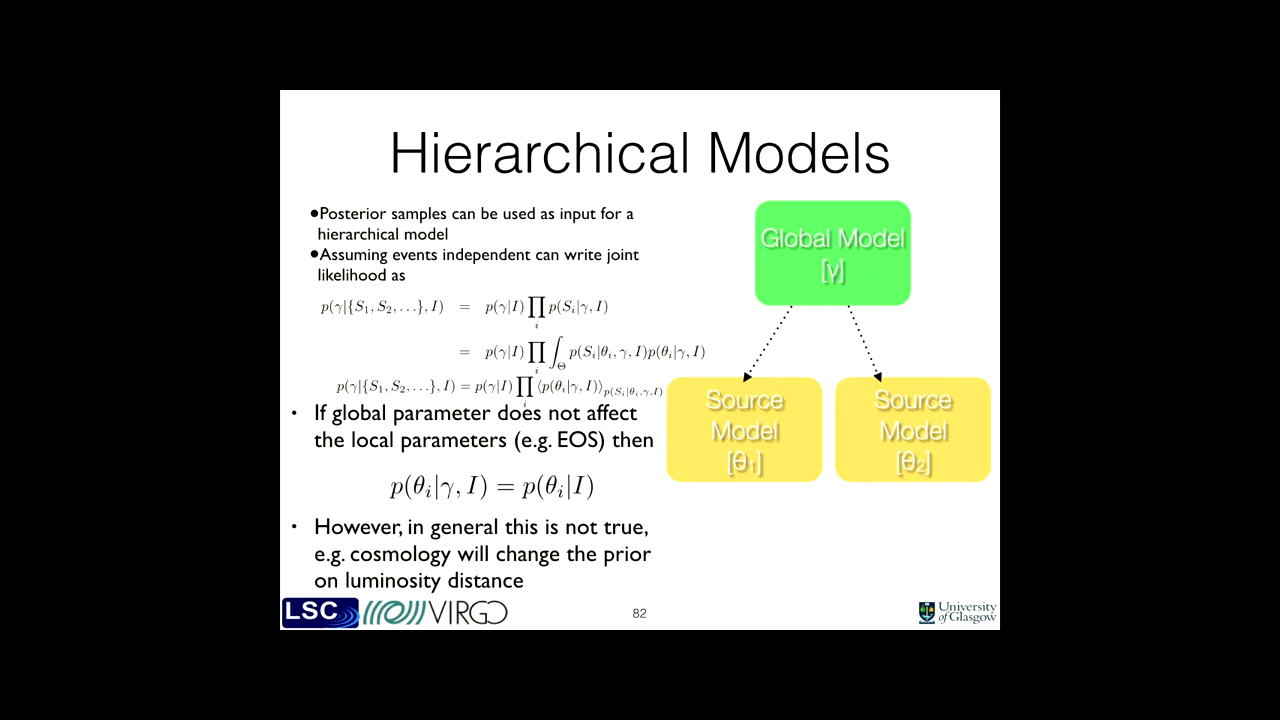 Hierarchical Models
•Posterior samples can be used as input for a
hierarchical model
•Assuming events independent can write joint
likelihood as
p(γ|{S₁, S₂, …}, I) = p(γ|I) ∏ᵢ p(Sᵢ|γ, I)
= p(γ|I) ∏ᵢ ∫_Θ p(Sᵢ|θᵢ, γ, I)p(θᵢ|γ, I)
p(γ|{S₁, S₂, …}, I) = p(γ|I) ∏ᵢ ⟨p(θᵢ|γ, I)⟩_p(Sᵢ|θᵢ,γ,I)
• If global parameter does not affect
the local parameters (e.g. EOS) then
p(θᵢ|γ, I) = p(θᵢ|I)
• However, in general this is not true,
e.g. cosmology will change the prior
on luminosity distance
Global Model
[γ]
Source
Model
[θ₁]
Source
Model
[θ₂]
LSC
VIRGO
82
University
of Glasgow